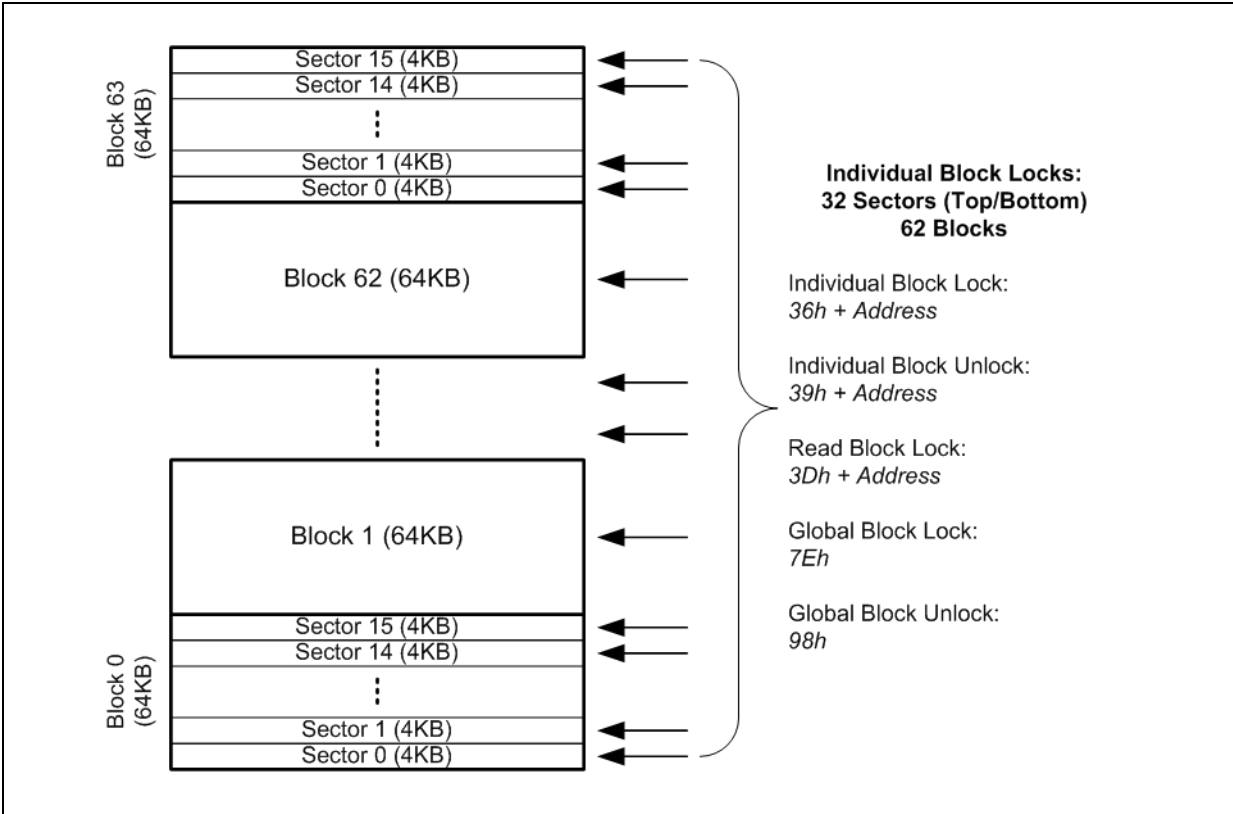 Block 63
(64KB)
Sector 15 (4KB)
Sector 14 (4KB)
Sector 1 (4KB)
Sector 0 (4KB)
Block 62 (64KB)
Block 1 (64KB)
Block 0
(64KB)
Sector 15 (4KB)
Sector 14 (4KB)
Sector 1 (4KB)
Sector 0 (4KB)
Individual Block Locks:
32 Sectors (Top/Bottom)
62 Blocks
Individual Block Lock:
36h + Address
Individual Block Unlock:
39h + Address
Read Block Lock:
3Dh + Address
Global Block Lock:
7Eh
Global Block Unlock:
98h